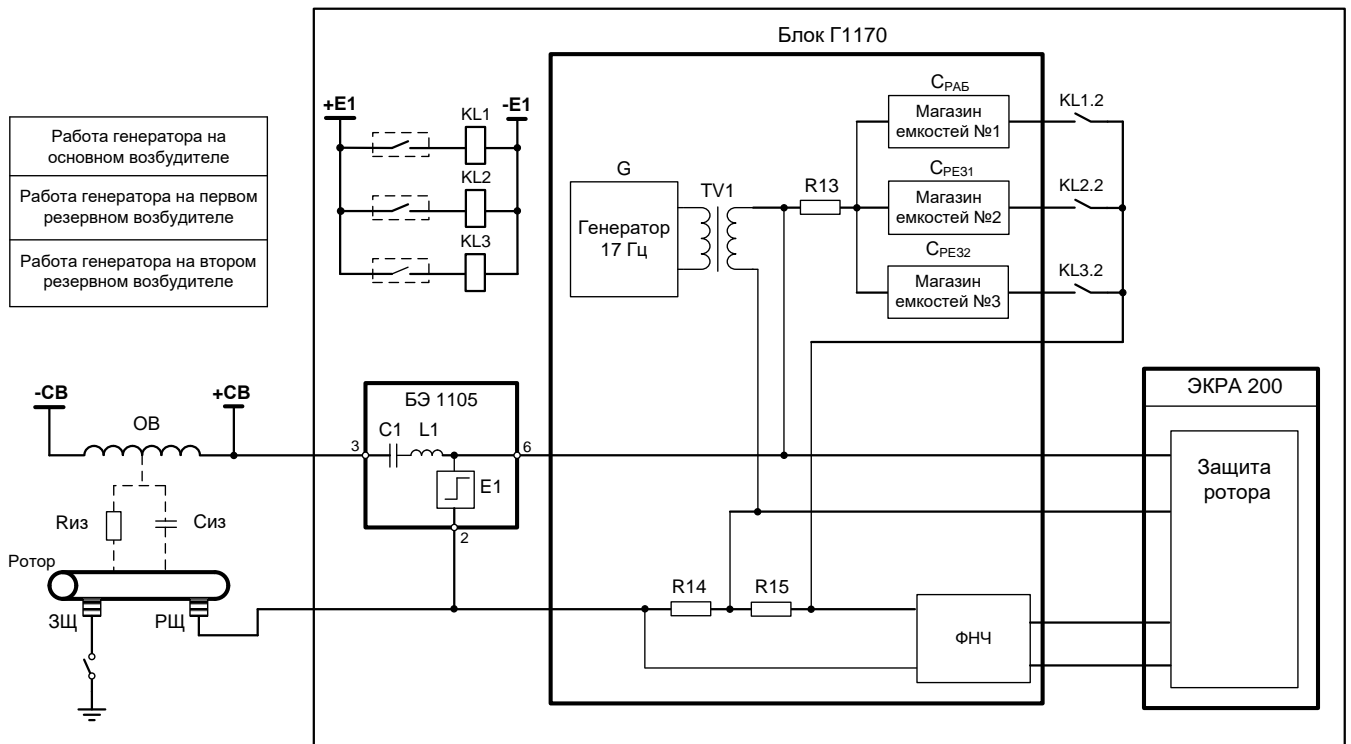 Блок Г1170
Работа генератора на
основном возбудителе
Работа генератора на первом
резервном возбудителе
Работа генератора на втором
резервном возбудителе
+E1
-E1
KL1
KL2
KL3
G
Генератор
17 Гц
TV1
R13
СРАБ
Магазин
емкостей №1
KL1.2
СРЕЗ1
Магазин
емкостей №2
KL2.2
СРЕЗ2
Магазин
емкостей №3
KL3.2
-СВ
+СВ
ОВ
БЭ 1105
3
C1
L1
6
E1
2
Rиз
Сиз
Ротор
ЗЩ
РЩ
R14
R15
ФНЧ
ЭКРА 200
Защита
ротора